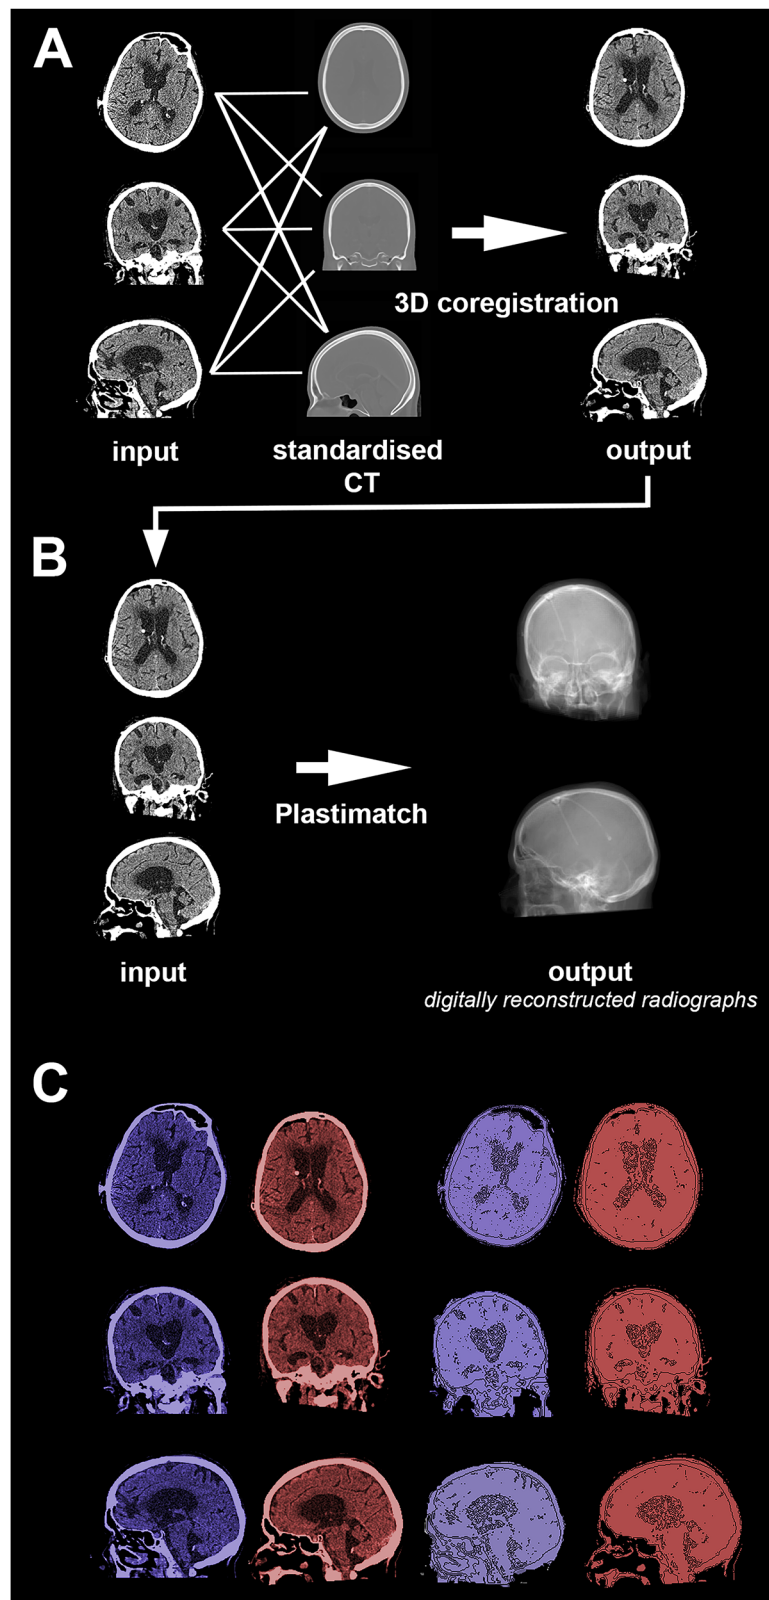 A
3D coregistration
input
standardised
CT
output
B
Plastimatch
input
output
digitally reconstructed radiographs
C